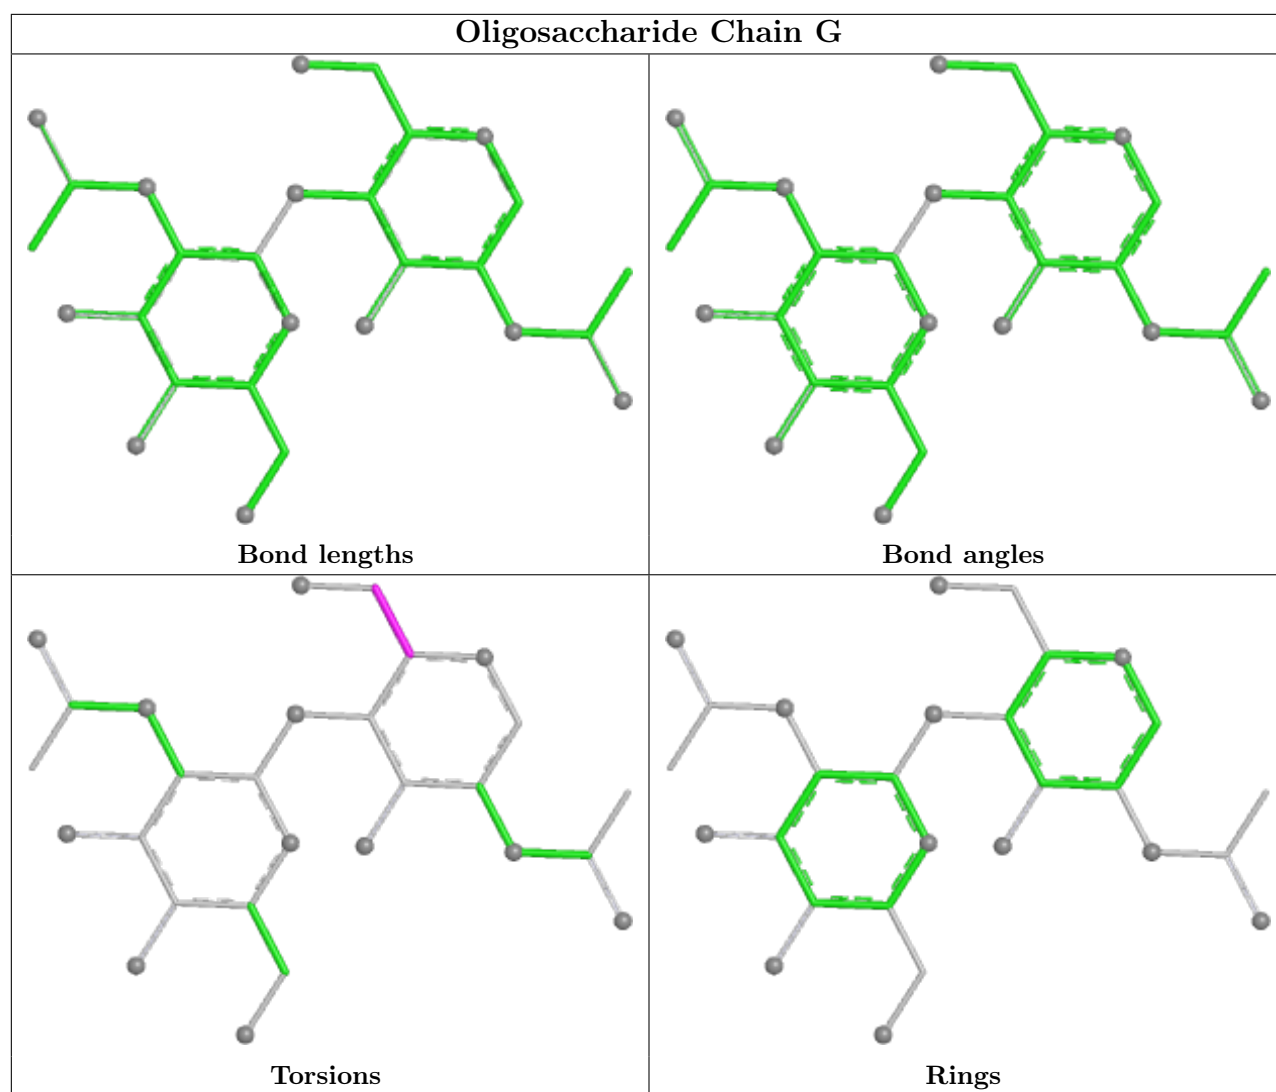 Oligosaccharide Chain G
Bond lengths
Bond angles
Torsions
Rings